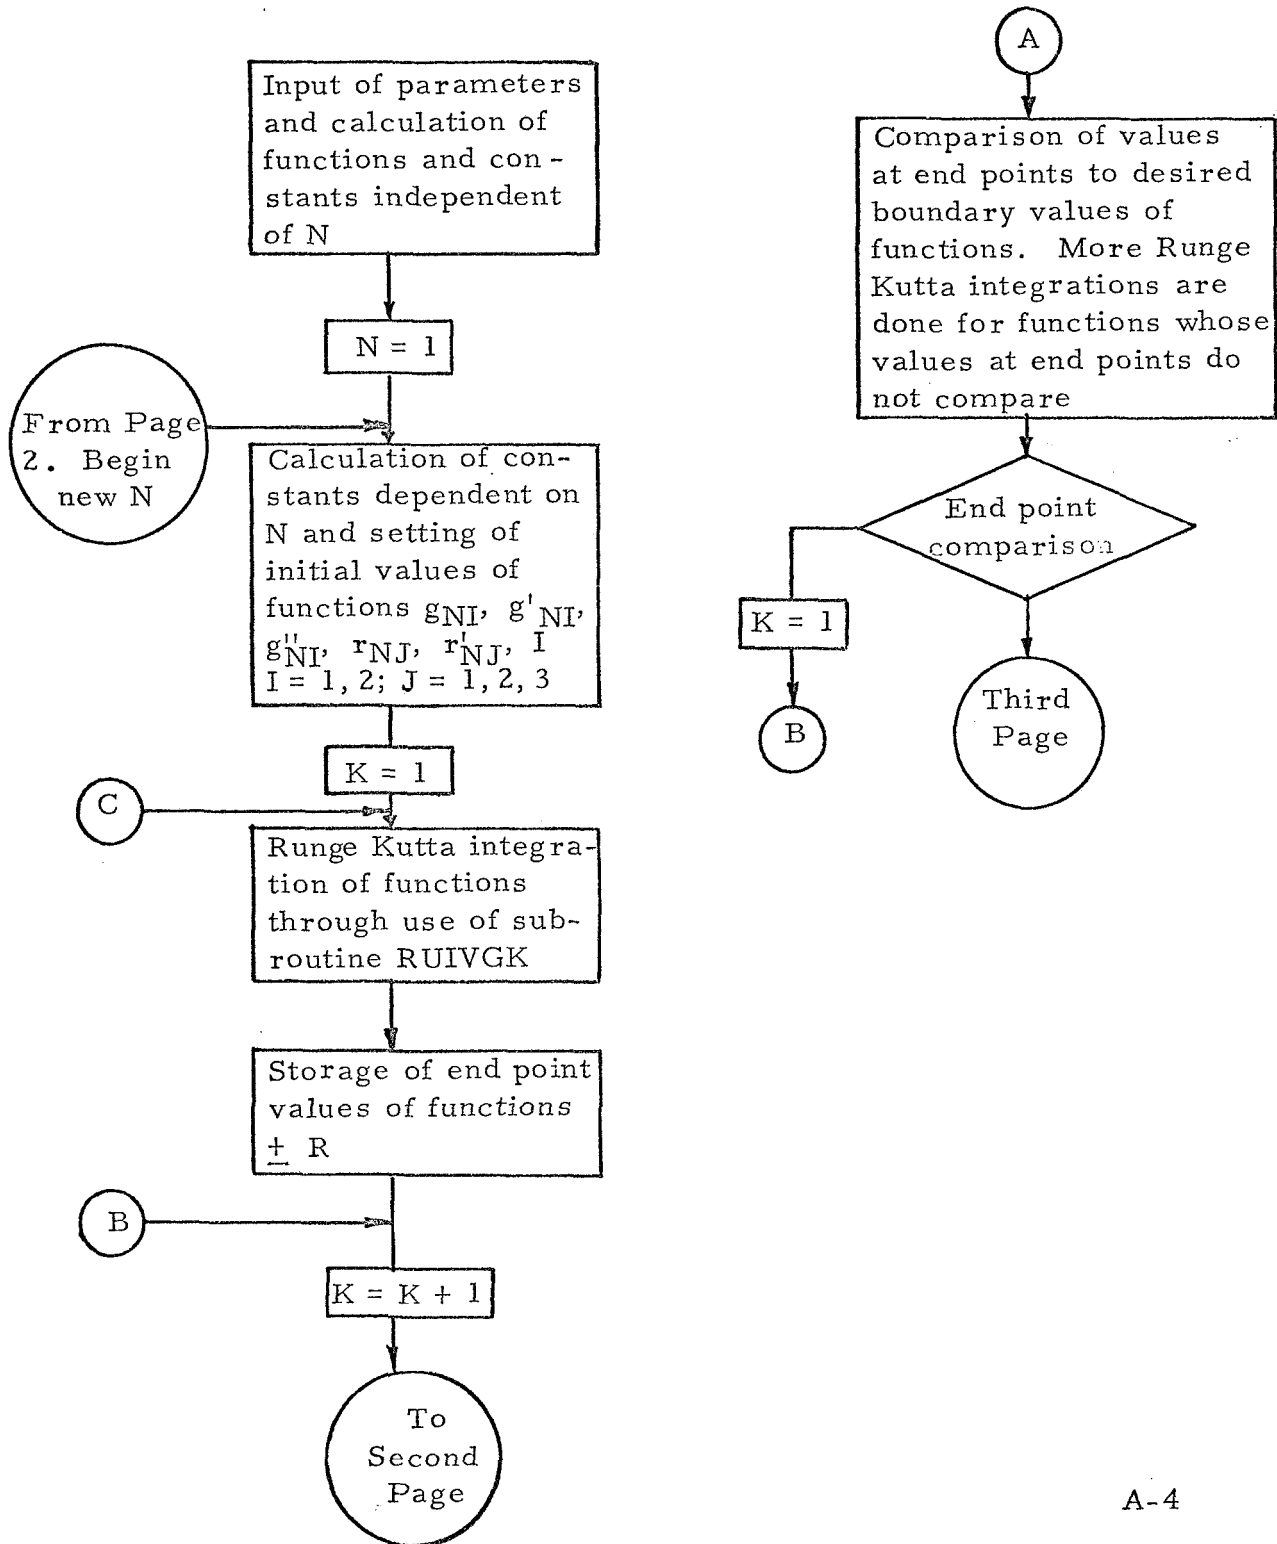 Input of parameters
and calculation of
functions and con-
stants independent
of N
N = 1
From Page
2. Begin
new N
Calculation of con-
stants dependent on
N and setting of
initial values of
functions gNI, g'NI,
g''NI, rNJ, r'NJ, I
I = 1, 2; J = 1, 2, 3
K = 1
C
Runge Kutta integra-
tion of functions
through use of sub-
routine RUIVGK
Storage of end point
values of functions
± R
B
K = K + 1
To
Second
Page
A
Comparison of values
at end points to desired
boundary values of
functions. More Runge
Kutta integrations are
done for functions whose
values at end points do
not compare
End point
comparison
K = 1
B
Third
Page
A-4